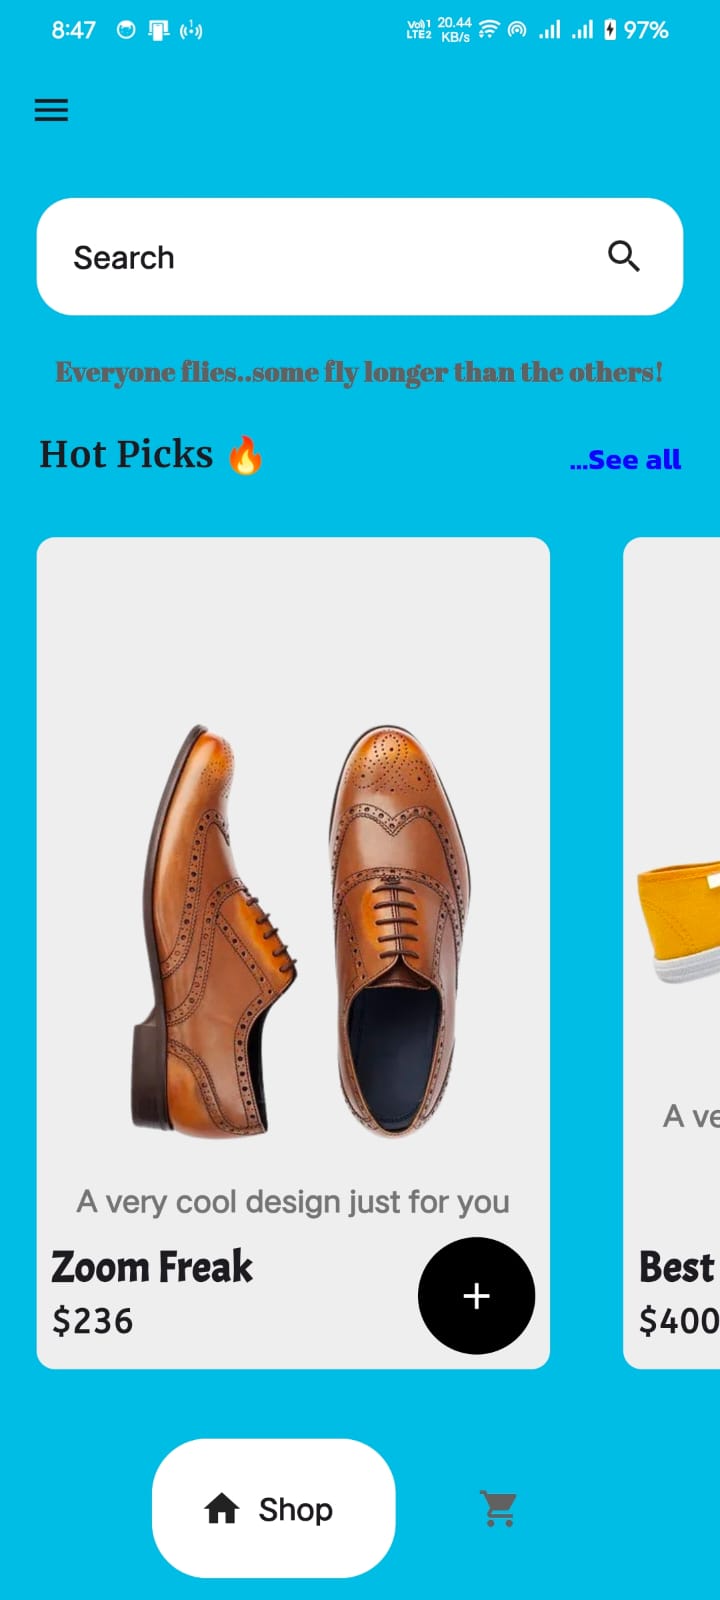 8:47 Vo)) 1 LTE2 20.44 KB/s 97%
Search
Everyone flies..some fly longer than the others!
Hot Picks 🔥 ...See all
A very cool design just for you
Zoom Freak
$236
A ve
Best
$400
Shop